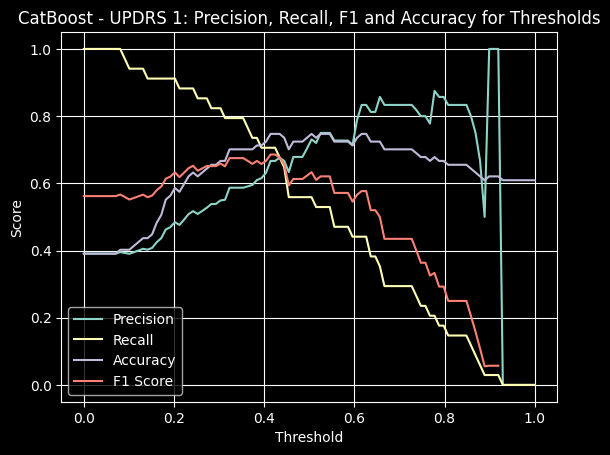 CatBoost - UPDRS 1: Precision, Recall, F1 and Accuracy for Thresholds
1.0
0.8
0.6
0.4
0.2
0.0
Score
Precision
Recall
Accuracy
F1 Score
0.0 0.2 0.4 0.6 0.8 1.0
Threshold